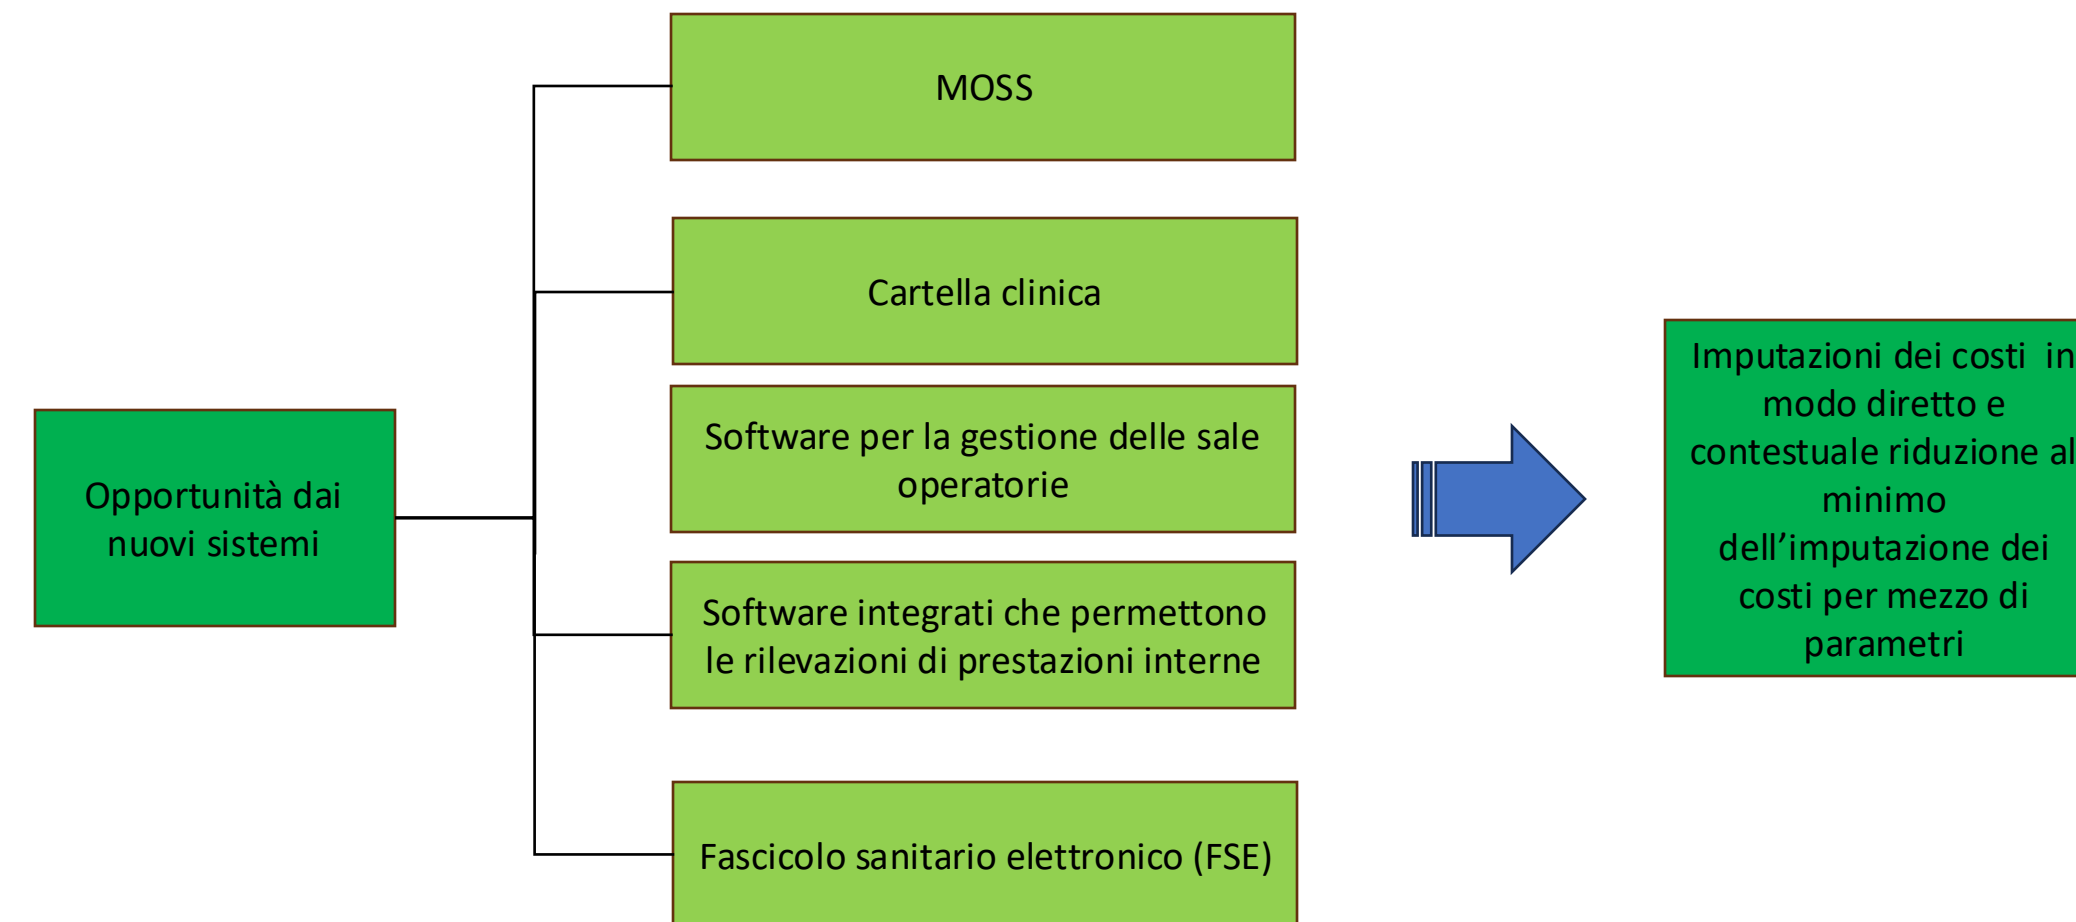 Opportunità dai
nuovi sistemi
MOSS
Cartella clinica
Software per la gestione delle sale
operatorie
Software integrati che permettono
le rilevazioni di prestazioni interne
Fascicolo sanitario elettronico (FSE)
Imputazioni dei costi  in
modo diretto e
contestuale riduzione al
minimo
dell’imputazione dei
costi per mezzo di
parametri